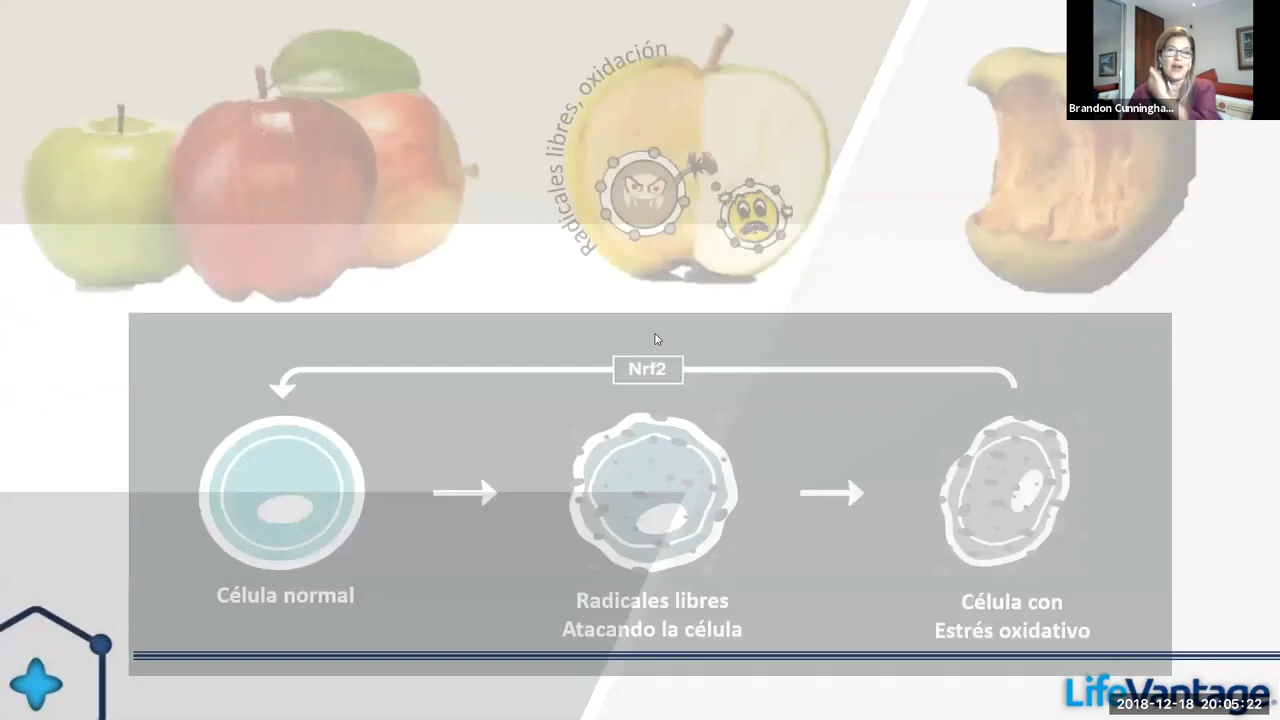 Radicales libres, oxidación
Brandon Cunningha...
Nrf2
Célula normal
Radicales libres
Atacando la célula
Célula con
Estrés oxidativo
LifeVantage
2018-12-18 20:05:22